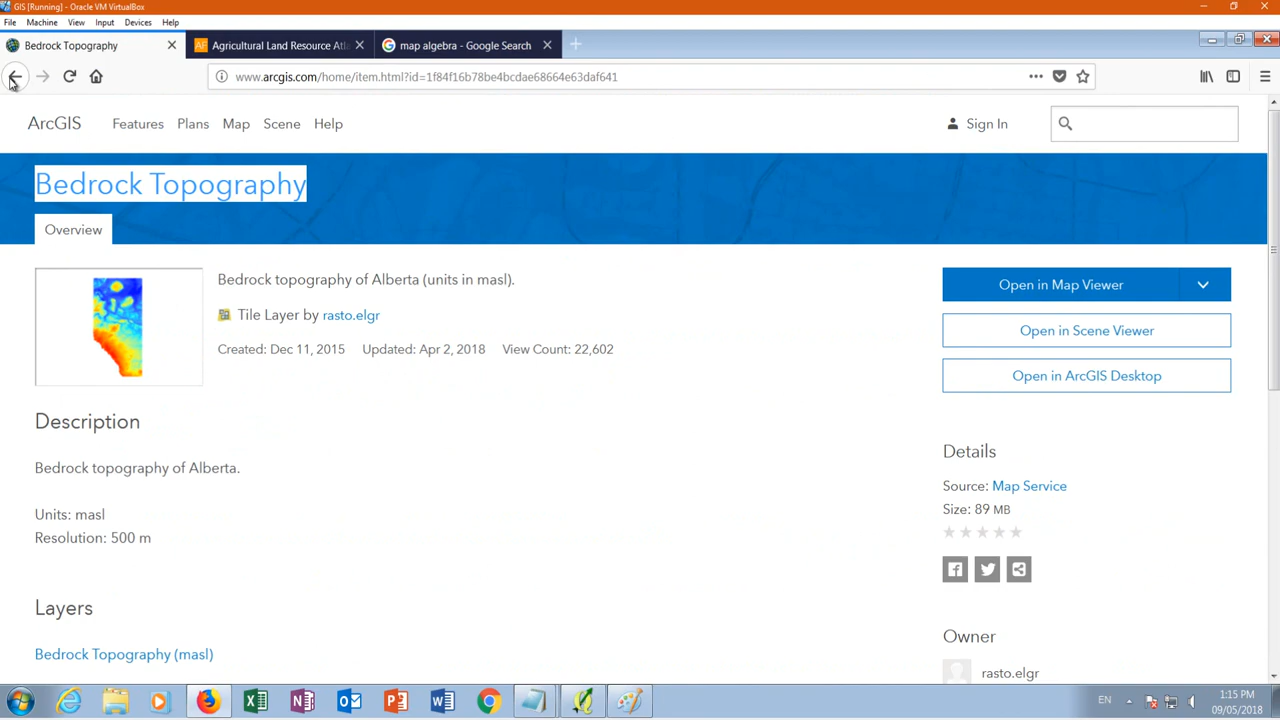 GIS [Running] - Oracle VM VirtualBox
File Machine View Input Devices Help
Bedrock Topography
Agricultural Land Resource Atl
map algebra - Google Search
www.arcgis.com/home/item.html?id=1f84f16b78be4bcdae68664e63daf641
ArcGIS Features Plans Map Scene Help Sign In
Bedrock Topography
Overview
Bedrock topography of Alberta (units in masl).
Tile Layer by rasto.elgr
Created: Dec 11, 2015 Updated: Apr 2, 2018 View Count: 22,602
Open in Map Viewer
Open in Scene Viewer
Open in ArcGIS Desktop
Description
Bedrock topography of Alberta.
Units: masl
Resolution: 500 m
Details
Source: Map Service
Size: 89 MB
Layers
Bedrock Topography (masl)
Owner
rasto.elgr
EN
1:15 PM
09/05/2018